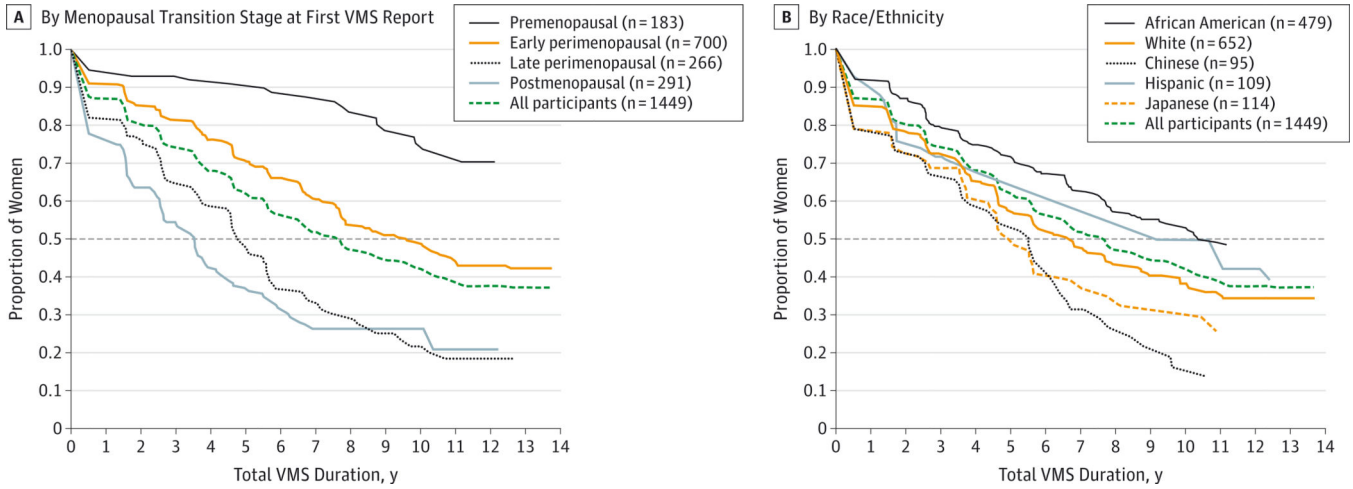 A By Menopausal Transition Stage at First VMS Report
Premenopausal (n=183)
Early perimenopausal (n=700)
Late perimenopausal (n=266)
Postmenopausal (n=291)
All participants (n=1449)
1.0
0.9
0.8
0.7
0.6
0.5
0.4
0.3
0.2
0.1
0
Proportion of Women
0 1 2 3 4 5 6 7 8 9 10 11 12 13 14
Total VMS Duration, y
B By Race/Ethnicity
African American (n=479)
White (n=652)
Chinese (n=95)
Hispanic (n=109)
Japanese (n=114)
All participants (n=1449)
1.0
0.9
0.8
0.7
0.6
0.5
0.4
0.3
0.2
0.1
0
Proportion of Women
0 1 2 3 4 5 6 7 8 9 10 11 12 13 14
Total VMS Duration, y